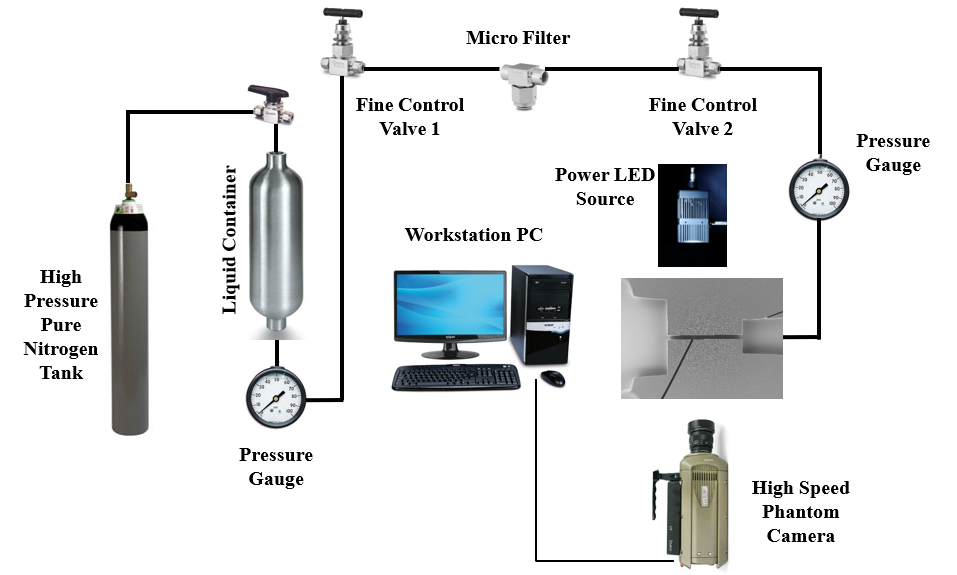 Micro Filter
Fine Control
Valve 1
Fine Control
Valve 2
Pressure
Gauge
Power LED
Source
Liquid Container
Workstation PC
High
Pressure
Pure
Nitrogen
Tank
Pressure
Gauge
High Speed
Phantom
Camera